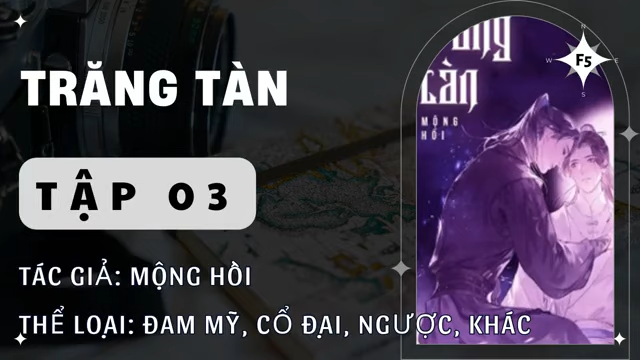 TRĂNG TÀN
TẬP 03
TÁC GIẢ: MỘNG HỒI
THỂ LOẠI: ĐAM MỸ, CỔ ĐẠI, NGƯỢC, KHÁC
Tàn
MỘNG
HỒI
N
W
F5
E
S